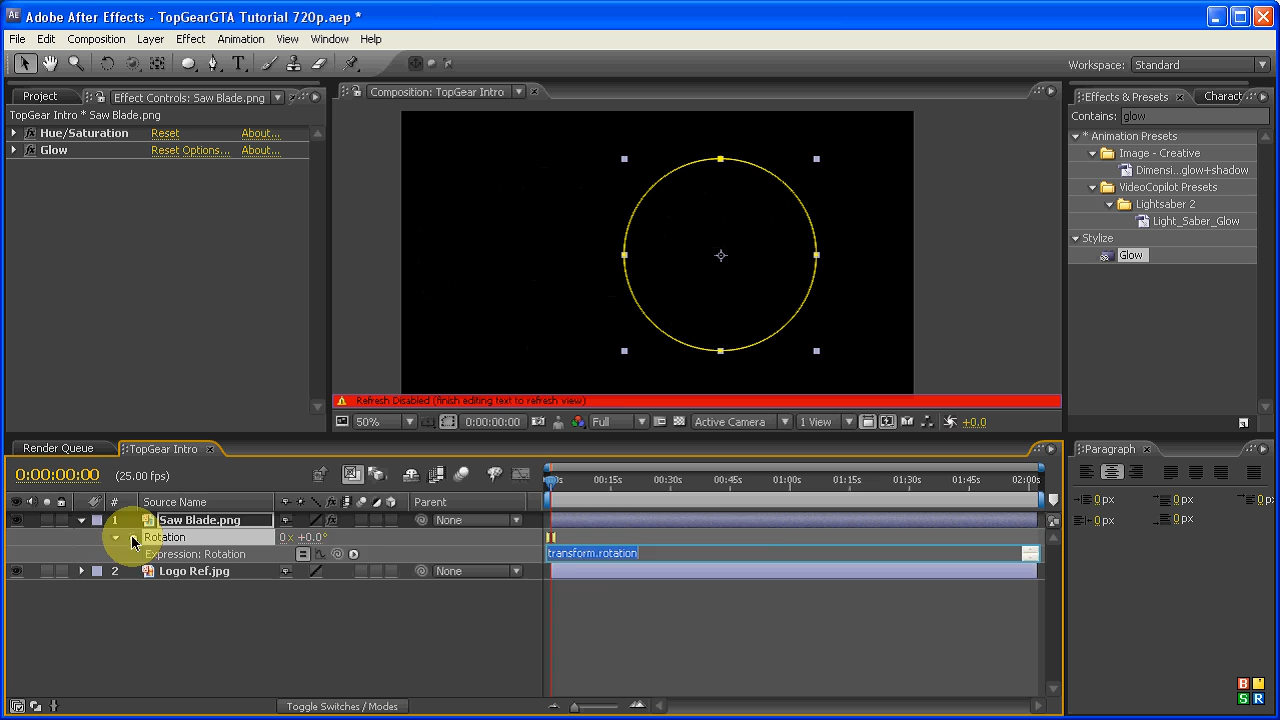 Adobe After Effects - TopGearGTA Tutorial 720p.aep *
File Edit Composition Layer Effect Animation View Window Help
Workspace: Standard
Project Effect Controls: Saw Blade.png
TopGear Intro * Saw Blade.png
Hue/Saturation Reset About...
Glow Reset Options... About...
Composition: TopGear Intro
Refresh Disabled (finish editing text to refresh view)
50% 0:00:00:00 Full Active Camera 1 View +0.0
Effects & Presets Charact
Contains: glow
* Animation Presets
Image - Creative
Dimensi...glow+shadow
VideoCopilot Presets
Lightsaber 2
Light_Saber_Glow
Stylize
Glow
Render Queue TopGear Intro
0:00:00:00 (25.00 fps)
00s 00:15s 00:30s 00:45s 01:00s 01:15s 01:30s 01:45s 02:00s
# Source Name Parent
1 Saw Blade.png None
Rotation 0x+0.0°
Expression: Rotation transform.rotation
2 Logo Ref.jpg None
Toggle Switches / Modes
Paragraph
0 px 0 px 0 px
0 px 0 px
B S R